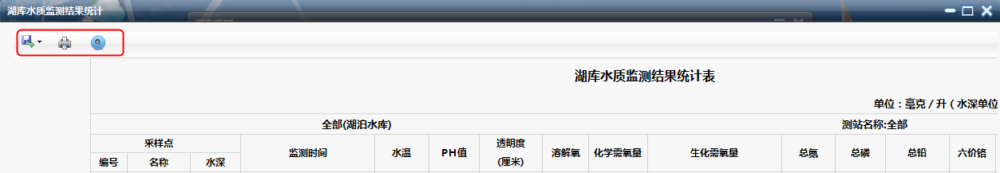 湖库水质监测结果统计
湖库监测
湖库水质监测结果统计表
单位：毫克 / 升（ 水深单位
全部(湖泊水库) 测站名称:全部
采样点 监测时间 水温 PH值 透明度 溶解氧 化学需氧量 生化需氧量 总氮 总磷 总铅 六价铬
(厘米)
编号 名称 水深